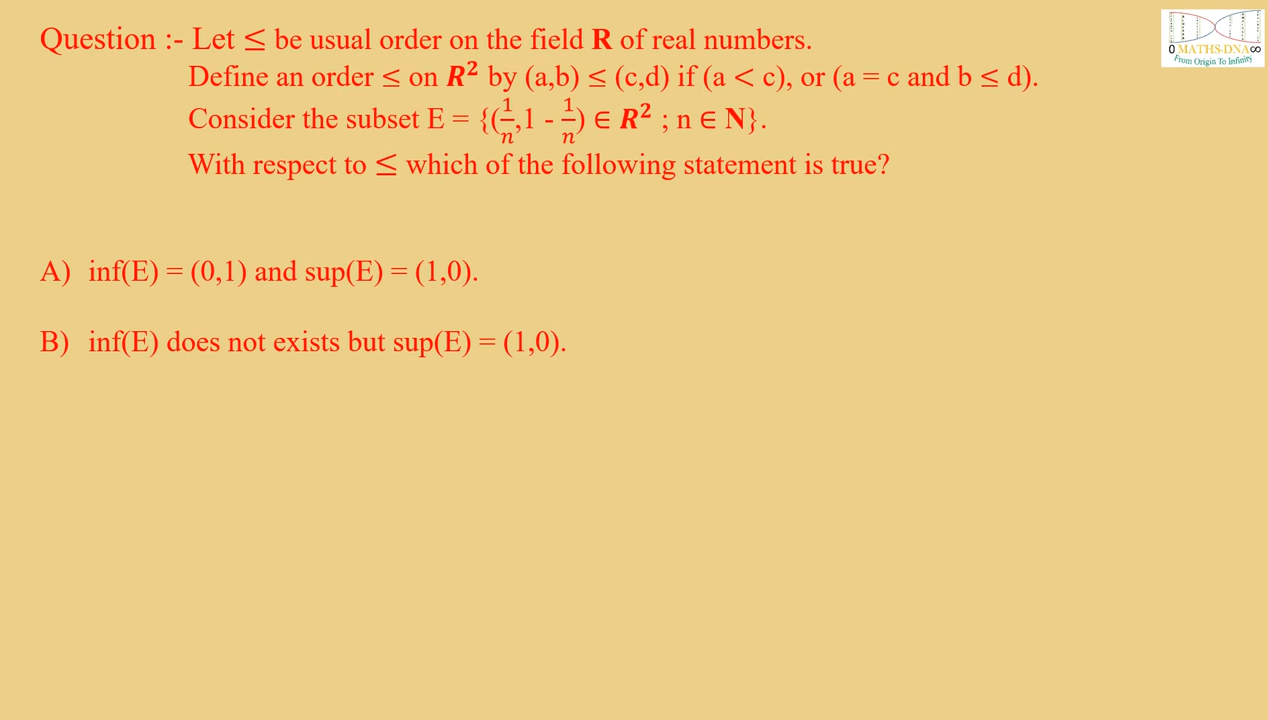 Question :- Let ≤ be usual order on the field R of real numbers.
Define an order ≤ on R² by (a,b) ≤ (c,d) if (a < c), or (a = c and b ≤ d).
Consider the subset E = {(1/n,1 - 1/n) ∈ R² ; n ∈ N}.
With respect to ≤ which of the following statement is true?
A) inf(E) = (0,1) and sup(E) = (1,0).
B) inf(E) does not exists but sup(E) = (1,0).
0 MATHS-DNA∞
From Origin To Infinity